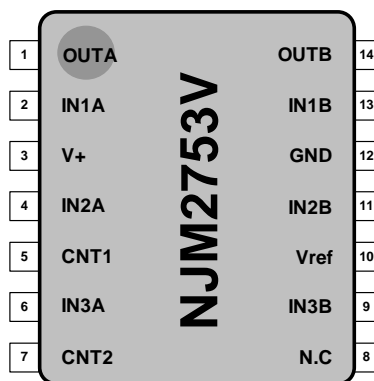 1 OUTA OUTB 14
2 IN1A IN1B 13
3 V+ GND 12
4 IN2A IN2B 11
5 CNT1 Vref 10
6 IN3A IN3B 9
7 CNT2 N.C 8
NJM2753V